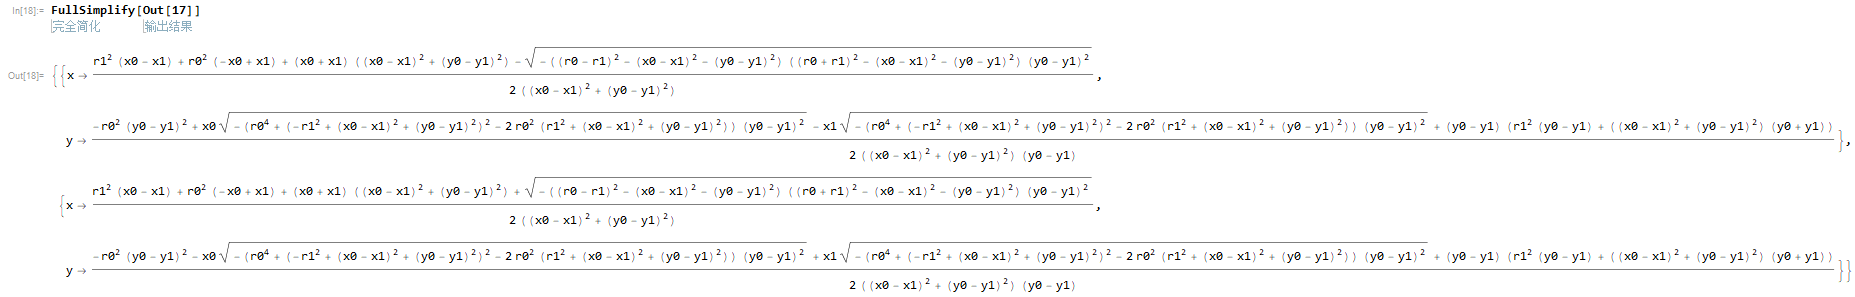 In[18]:= FullSimplify[Out[17]]
完全简化 输出结果
Out[18]= {{x → (r1² (x0 - x1) + r0² (-x0 + x1) + (x0 + x1) ((x0 - x1)² + (y0 - y1)²) - √(-((r0 - r1)² - (x0 - x1)² - (y0 - y1)²) ((r0 + r1)² - (x0 - x1)² - (y0 - y1)²) (y0 - y1)²)) / (2 ((x0 - x1)² + (y0 - y1)²)),
y → (-r0² (y0 - y1)² + x0 √(-(r0⁴ + (-r1² + (x0 - x1)² + (y0 - y1)²)² - 2 r0² (r1² + (x0 - x1)² + (y0 - y1)²)) (y0 - y1)²) - x1 √(-(r0⁴ + (-r1² + (x0 - x1)² + (y0 - y1)²)² - 2 r0² (r1² + (x0 - x1)² + (y0 - y1)²)) (y0 - y1)²) + (y0 - y1) (r1² (y0 - y1) + ((x0 - x1)² + (y0 - y1)²) (y0 + y1))) / (2 ((x0 - x1)² + (y0 - y1)²) (y0 - y1))},
{x → (r1² (x0 - x1) + r0² (-x0 + x1) + (x0 + x1) ((x0 - x1)² + (y0 - y1)²) + √(-((r0 - r1)² - (x0 - x1)² - (y0 - y1)²) ((r0 + r1)² - (x0 - x1)² - (y0 - y1)²) (y0 - y1)²)) / (2 ((x0 - x1)² + (y0 - y1)²)),
y → (-r0² (y0 - y1)² - x0 √(-(r0⁴ + (-r1² + (x0 - x1)² + (y0 - y1)²)² - 2 r0² (r1² + (x0 - x1)² + (y0 - y1)²)) (y0 - y1)²) + x1 √(-(r0⁴ + (-r1² + (x0 - x1)² + (y0 - y1)²)² - 2 r0² (r1² + (x0 - x1)² + (y0 - y1)²)) (y0 - y1)²) + (y0 - y1) (r1² (y0 - y1) + ((x0 - x1)² + (y0 - y1)²) (y0 + y1))) / (2 ((x0 - x1)² + (y0 - y1)²) (y0 - y1))}}